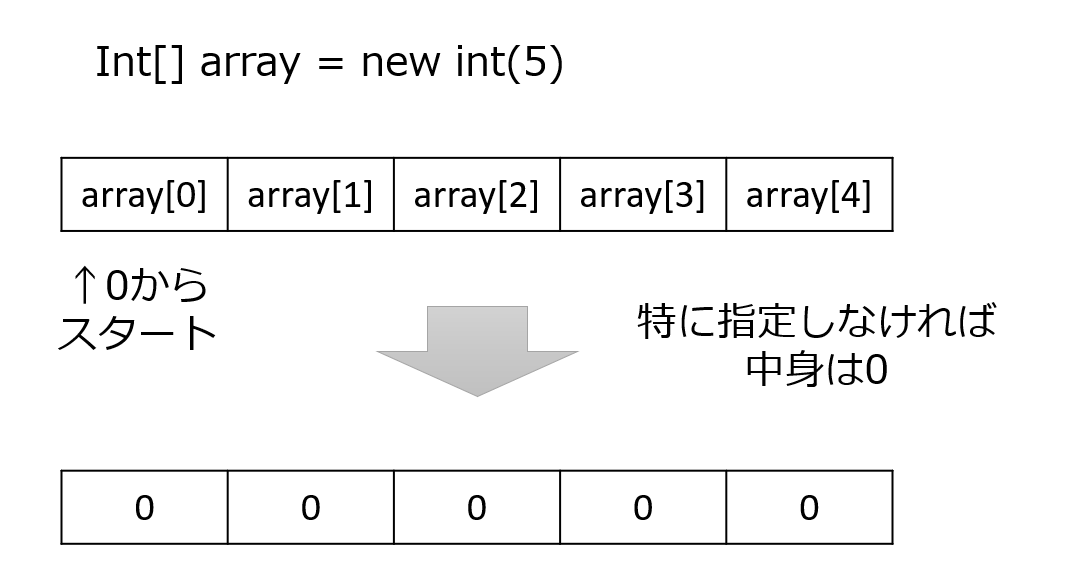 Int[] array = new int(5)
array[0] array[1] array[2] array[3] array[4]
↑0から
スタート
特に指定しなければ
中身は0
0 0 0 0 0